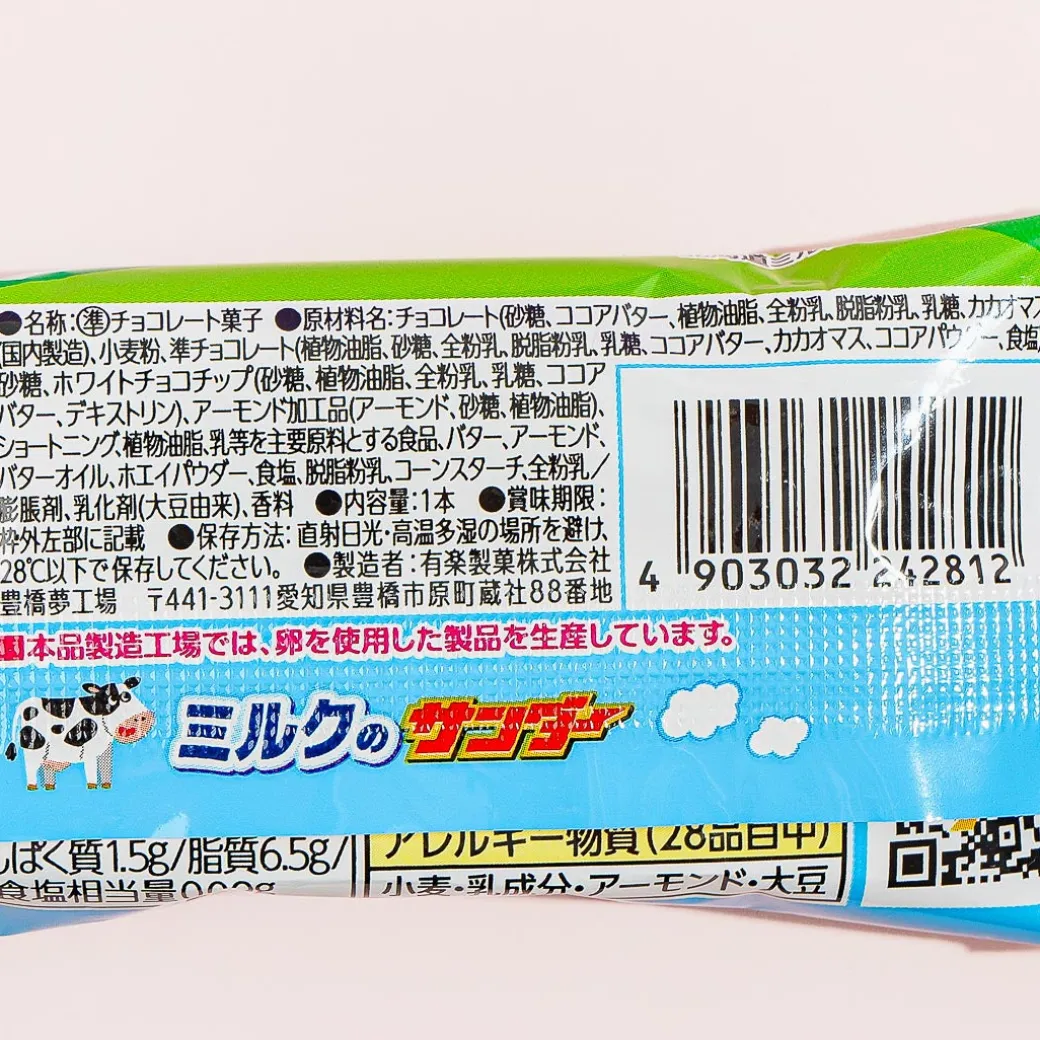 ●名称:準チョコレート菓子 ●原材料名:チョコレート(砂糖、ココアバター、植物油脂、全粉乳、脱脂粉乳、乳糖、カカオマス
(国内製造)、小麦粉、準チョコレート(植物油脂、砂糖、全粉乳、脱脂粉乳、乳糖、ココアバター、カカオマス、ココアパウダー、食塩)
砂糖、ホワイトチョコチップ(砂糖、植物油脂、全粉乳、乳糖、ココア
バター、デキストリン)、アーモンド加工品(アーモンド、砂糖、植物油脂)、
ショートニング、植物油脂、乳等を主要原料とする食品、バター、アーモンド、
バターオイル、ホエイパウダー、食塩、脱脂粉乳、コーンスターチ、全粉乳/
膨脹剤、乳化剤(大豆由来)、香料 ●内容量:1本 ●賞味期限:
枠外左部に記載 ●保存方法:直射日光・高温多湿の場所を避け、
28℃以下で保存してください。 ●製造者:有楽製菓株式会社
豊橋夢工場 〒441-3111愛知県豊橋市原町蔵社88番地
4 903032 242812
本品製造工場では、卵を使用した製品を生産しています。
ミルクのサンダー
んぱく質1.5g/脂質6.5g/
食塩相当量
アレルギー物質(28品目中)
小麦・乳成分・アーモンド・大豆